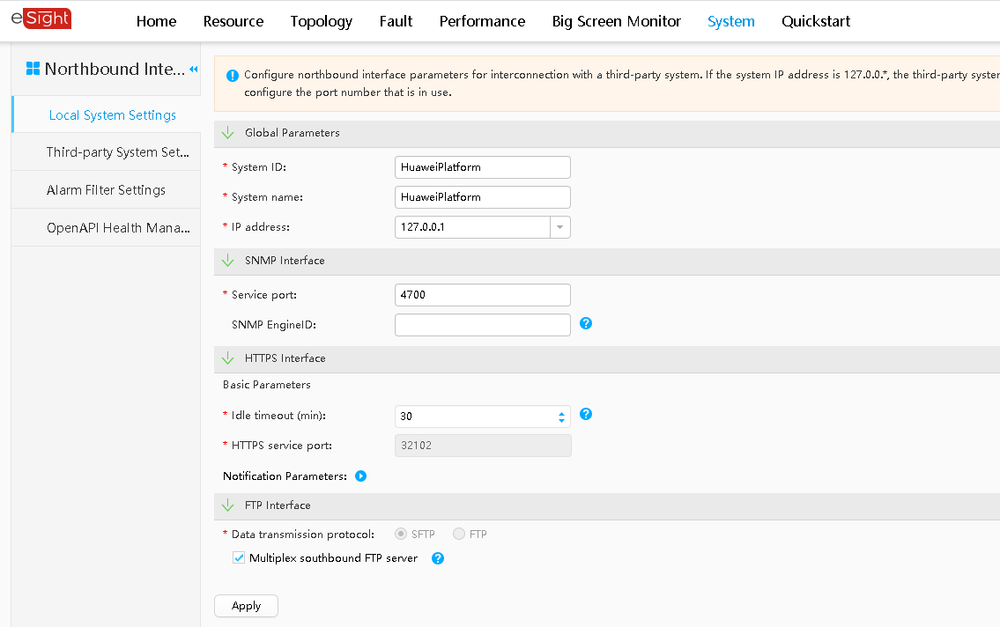 eSight
Home Resource Topology Fault Performance Big Screen Monitor System Quickstart
Northbound Inte...
Local System Settings
Third-party System Set...
Alarm Filter Settings
OpenAPI Health Mana...
Configure northbound interface parameters for interconnection with a third-party system. If the system IP address is 127.0.0.*, the third-party syster
configure the port number that is in use.
Global Parameters
* System ID: HuaweiPlatform
* System name: HuaweiPlatform
* IP address: 127.0.0.1
SNMP Interface
* Service port: 4700
SNMP EngineID:
HTTPS Interface
Basic Parameters
* Idle timeout (min): 30
* HTTPS service port: 32102
Notification Parameters:
FTP Interface
* Data transmission protocol: SFTP FTP
Multiplex southbound FTP server
Apply